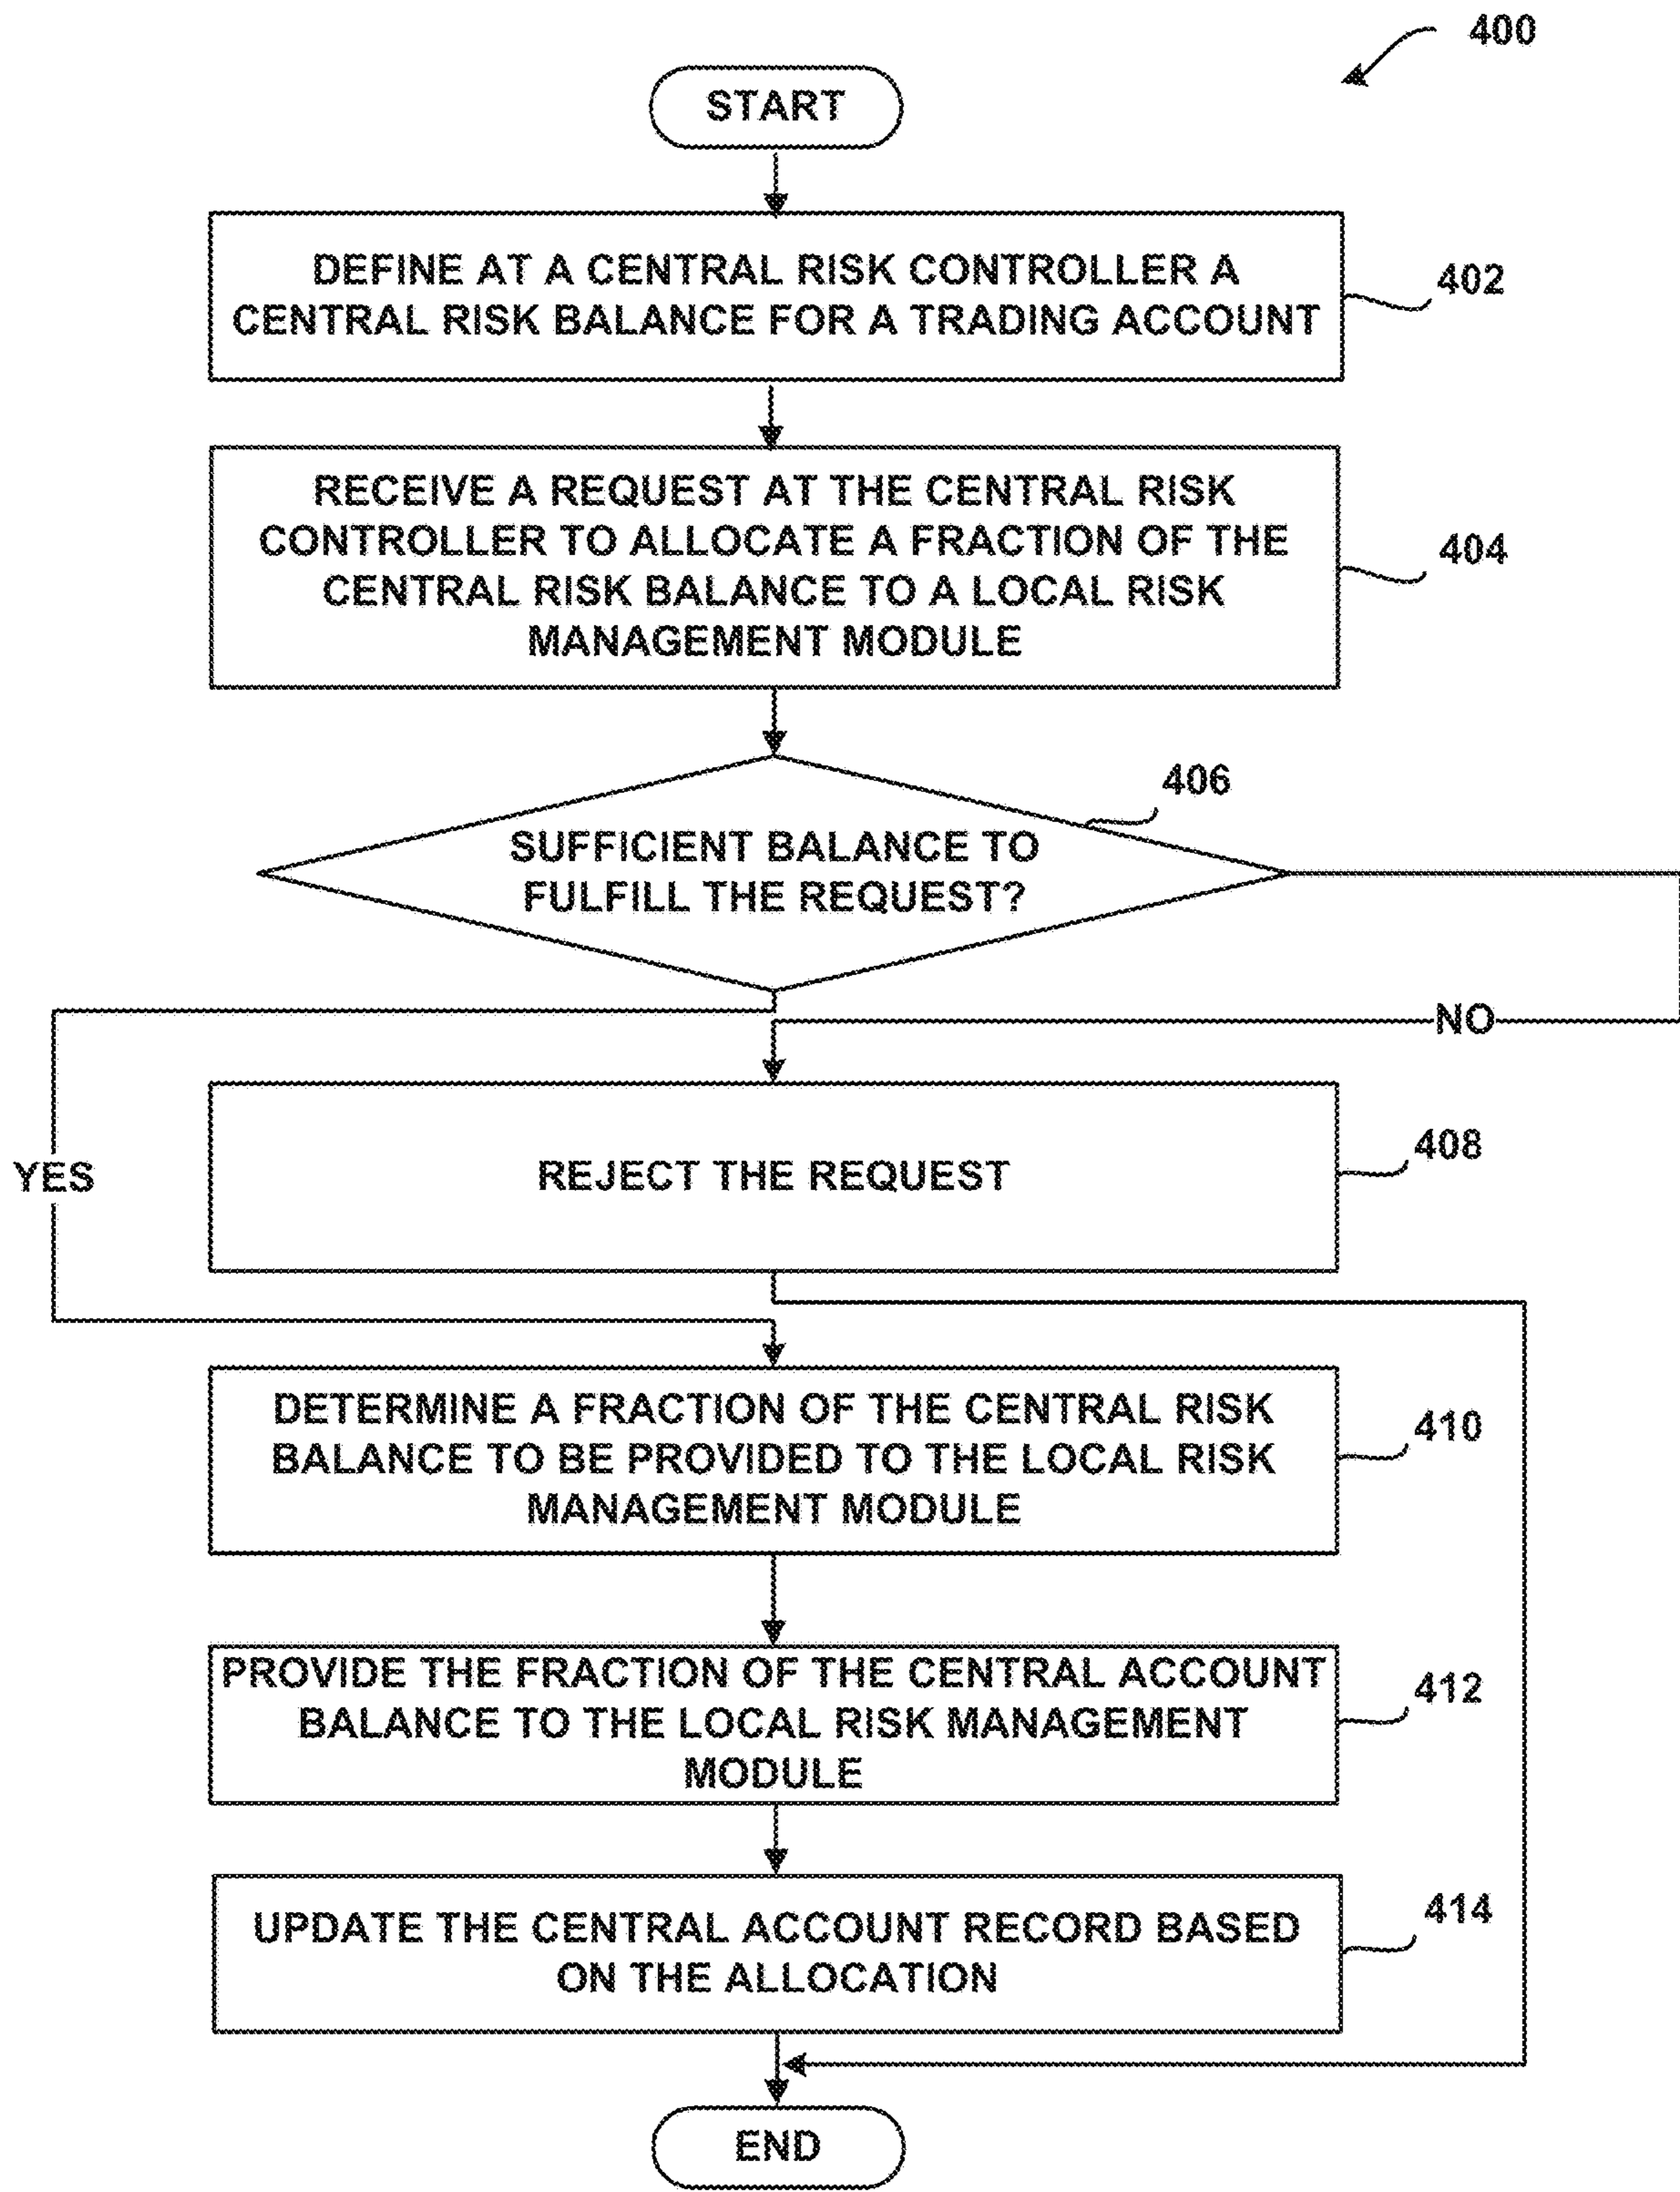 400
START
DEFINE AT A CENTRAL RISK CONTROLLER A
CENTRAL RISK BALANCE FOR A TRADING ACCOUNT
402
RECEIVE A REQUEST AT THE CENTRAL RISK
CONTROLLER TO ALLOCATE A FRACTION OF THE
CENTRAL RISK BALANCE TO A LOCAL RISK
MANAGEMENT MODULE
404
406
SUFFICIENT BALANCE TO
FULFILL THE REQUEST?
NO
YES
REJECT THE REQUEST
408
DETERMINE A FRACTION OF THE CENTRAL RISK
BALANCE TO BE PROVIDED TO THE LOCAL RISK
MANAGEMENT MODULE
410
PROVIDE THE FRACTION OF THE CENTRAL ACCOUNT
BALANCE TO THE LOCAL RISK MANAGEMENT
MODULE
412
UPDATE THE CENTRAL ACCOUNT RECORD BASED
ON THE ALLOCATION
414
END